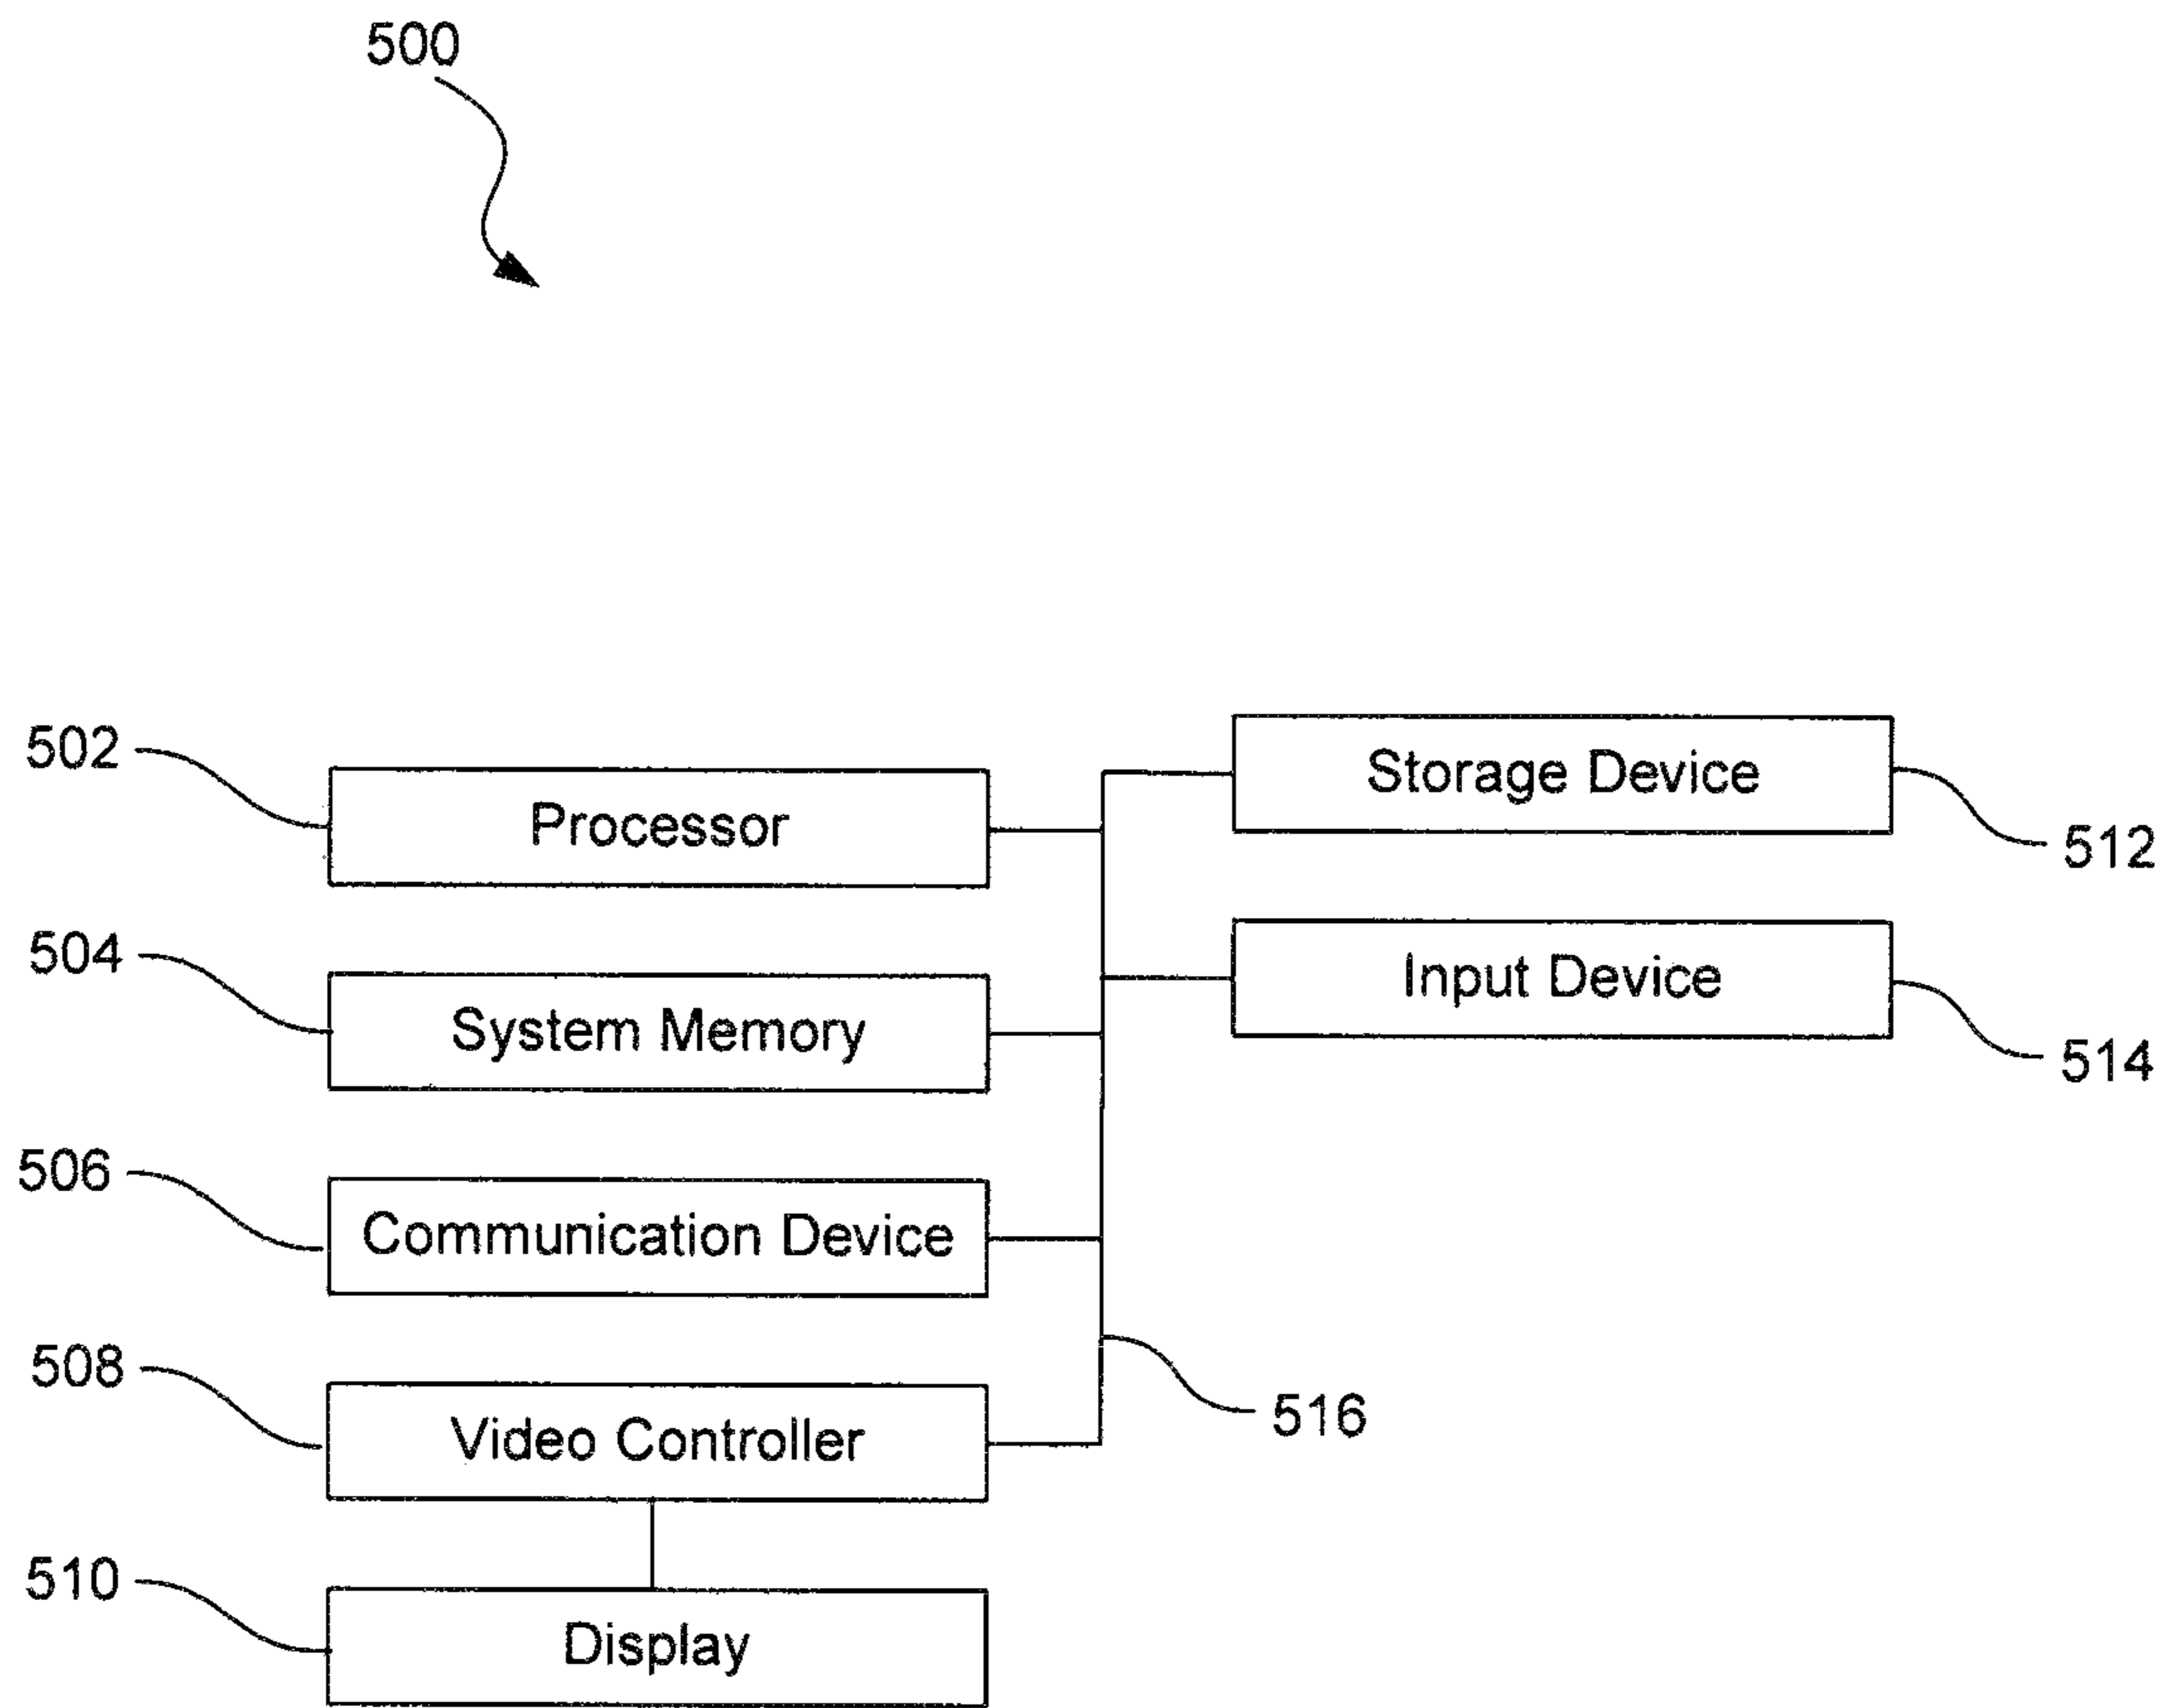 500
502
Processor
Storage Device
512
504
System Memory
Input Device
514
506
Communication Device
508
Video Controller
516
510
Display